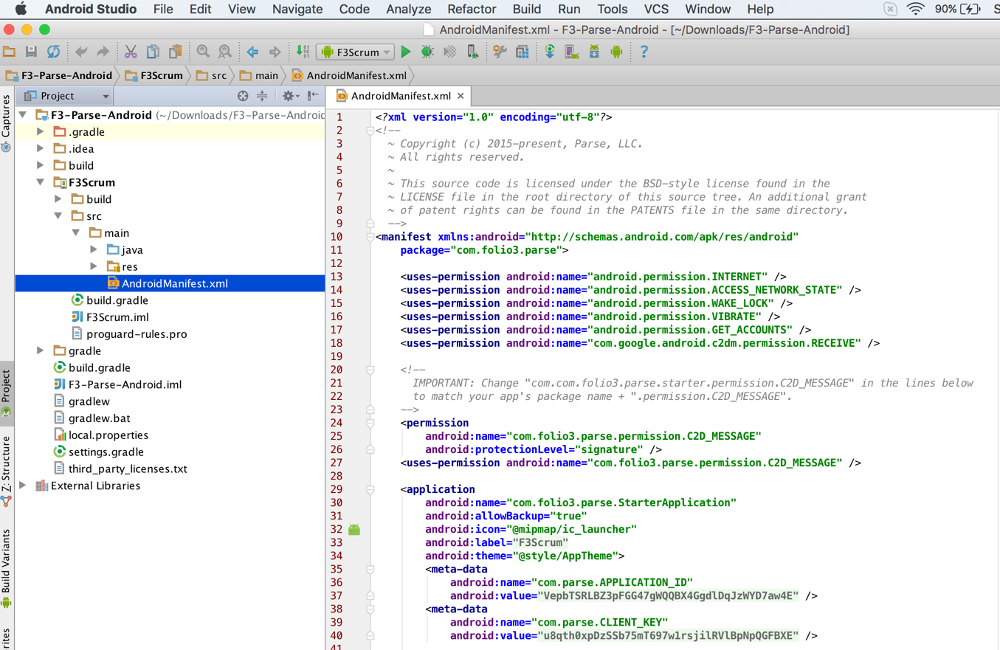 Android Studio File Edit View Navigate Code Analyze Refactor Build Run Tools VCS Window Help 90%
AndroidManifest.xml - F3-Parse-Android - [~/Downloads/F3-Parse-Android]
F3Scrum
F3-Parse-Android F3Scrum src main AndroidManifest.xml
Captures
Project
Z: Structure
Build Variants
Project
F3-Parse-Android (~/Downloads/F3-Parse-Android
.gradle
.idea
build
F3Scrum
build
src
main
java
res
AndroidManifest.xml
build.gradle
F3Scrum.iml
proguard-rules.pro
gradle
build.gradle
F3-Parse-Android.iml
gradlew
gradlew.bat
local.properties
settings.gradle
third_party_licenses.txt
External Libraries
AndroidManifest.xml
1 <?xml version="1.0" encoding="utf-8"?>
2 <!--
3 ~ Copyright (c) 2015-present, Parse, LLC.
4 ~ All rights reserved.
5 ~
6 ~ This source code is licensed under the BSD-style license found in the
7 ~ LICENSE file in the root directory of this source tree. An additional grant
8 ~ of patent rights can be found in the PATENTS file in the same directory.
9 -->
10 <manifest xmlns:android="http://schemas.android.com/apk/res/android"
11 package="com.folio3.parse">
12
13 <uses-permission android:name="android.permission.INTERNET" />
14 <uses-permission android:name="android.permission.ACCESS_NETWORK_STATE" />
15 <uses-permission android:name="android.permission.WAKE_LOCK" />
16 <uses-permission android:name="android.permission.VIBRATE" />
17 <uses-permission android:name="android.permission.GET_ACCOUNTS" />
18 <uses-permission android:name="com.google.android.c2dm.permission.RECEIVE" />
19
20 <!--
21 IMPORTANT: Change "com.com.folio3.parse.starter.permission.C2D_MESSAGE" in the lines below
22 to match your app's package name + ".permission.C2D_MESSAGE".
23 -->
24 <permission
25 android:name="com.folio3.parse.permission.C2D_MESSAGE"
26 android:protectionLevel="signature" />
27 <uses-permission android:name="com.folio3.parse.permission.C2D_MESSAGE" />
28
29 <application
30 android:name="com.folio3.parse.StarterApplication"
31 android:allowBackup="true"
32 android:icon="@mipmap/ic_launcher"
33 android:label="F3Scrum"
34 android:theme="@style/AppTheme">
35 <meta-data
36 android:name="com.parse.APPLICATION_ID"
37 android:value="VepbTSRLBZ3pFGG47gWQQBX4GgdlDqJzWYD7aw4E" />
38 <meta-data
39 android:name="com.parse.CLIENT_KEY"
40 android:value="u8qth0xpDzSSb75mT697w1rsjilRVlBpNpQGFBXE" />
41